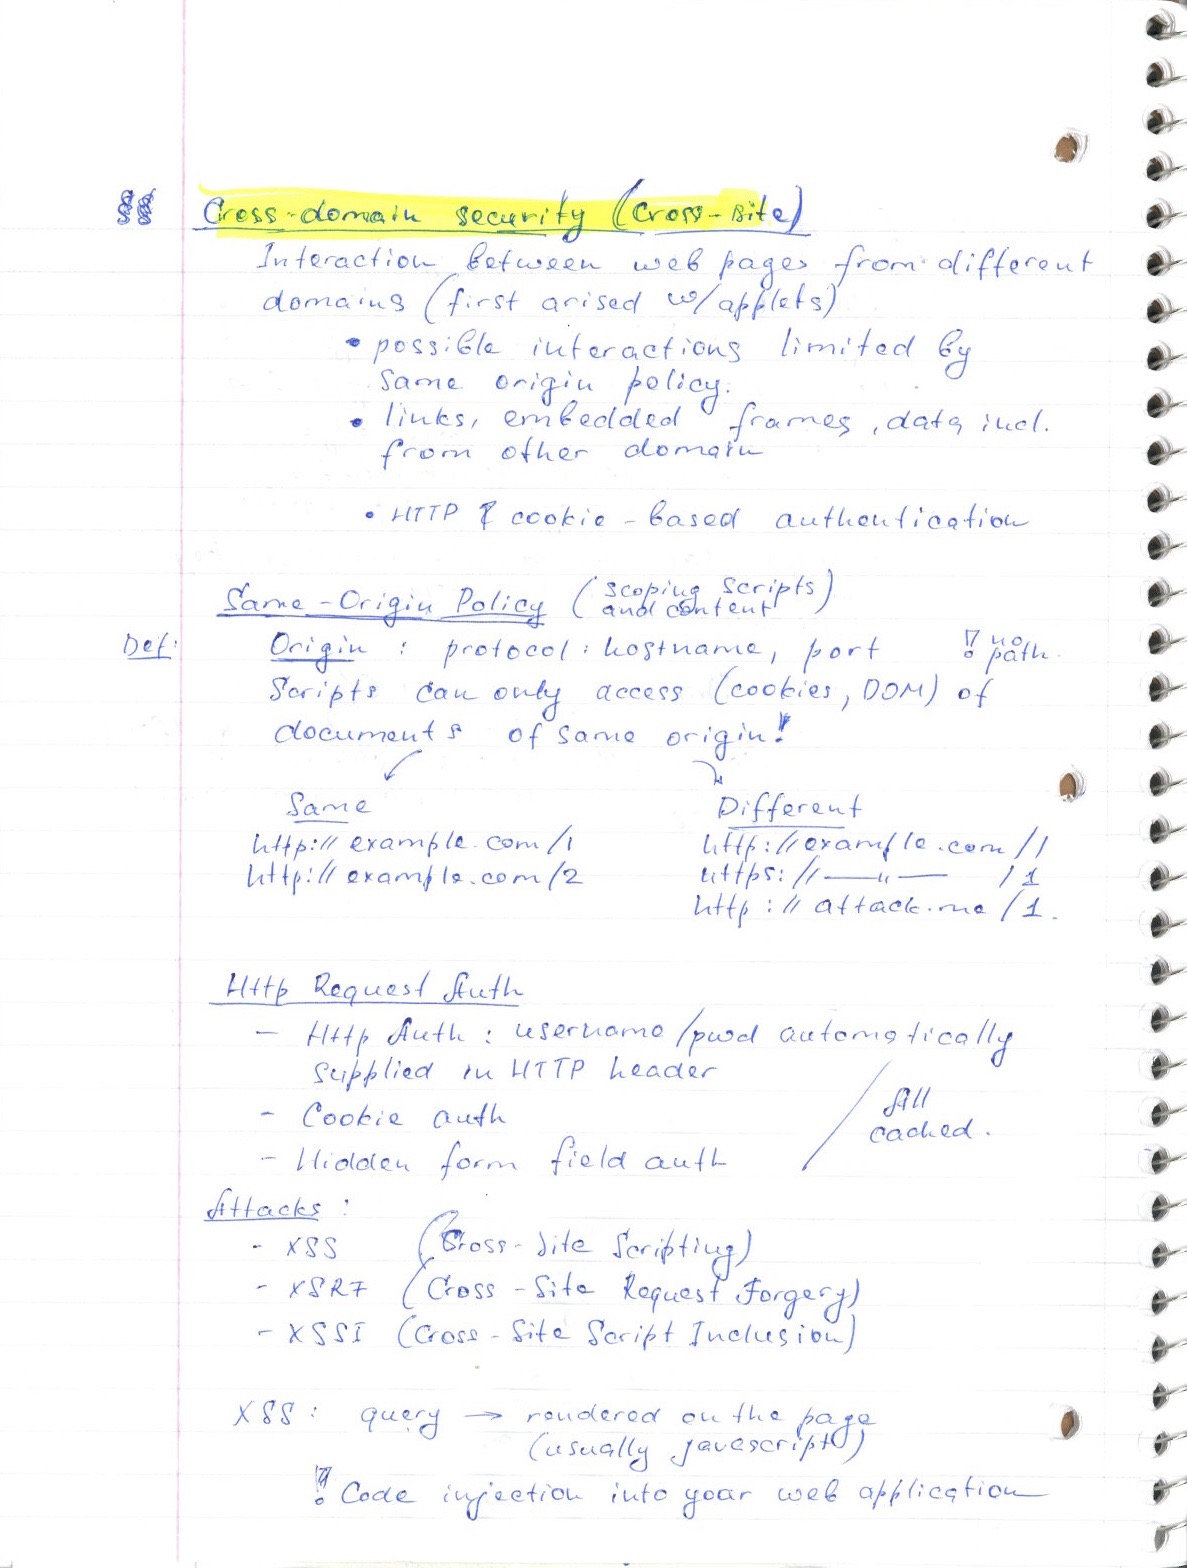 §§ Cross-domain security (Cross-site)
Interaction between web pages from different
domains (first arised w/applets)
• possible interactions limited by
same origin policy.
• links, embedded frames, data incl.
from other domain
• HTTP & cookie-based authentication
Same-Origin Policy (scoping scripts
and content)
Def: Origin : protocol : hostname, port ! no
path.
Scripts can only access (cookies, DOM) of
documents of same origin!
Same
Different
http:// example.com/1
http://example.com/2
http://example.com/1
https://—"— /1
http://attack.me/1.
Http Request Auth
- Http Auth : username/pwd automatically
supplied in HTTP header
- Cookie auth
- Hidden form field auth
All
cached.
Attacks :
- XSS (Cross-Site Scripting)
- XSRF (Cross-Site Request Forgery)
- XSSI (Cross-Site Script Inclusion)
XSS : query → rendered on the page
(usually javascript)
! Code injection into your web application